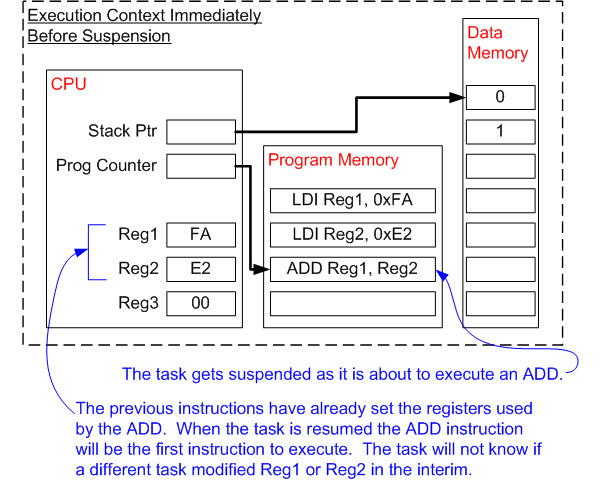 Execution Context Immediately
Before Suspension
Data
Memory
CPU
0
Stack Ptr
1
Prog Counter
Program Memory
LDI Reg1, 0xFA
Reg1 FA
LDI Reg2, 0xE2
Reg2 E2
ADD Reg1, Reg2
Reg3 00
The task gets suspended as it is about to execute an ADD.
The previous instructions have already set the registers used
by the ADD.  When the task is resumed the ADD instruction
will be the first instruction to execute.  The task will not know if
a different task modified Reg1 or Reg2 in the interim.